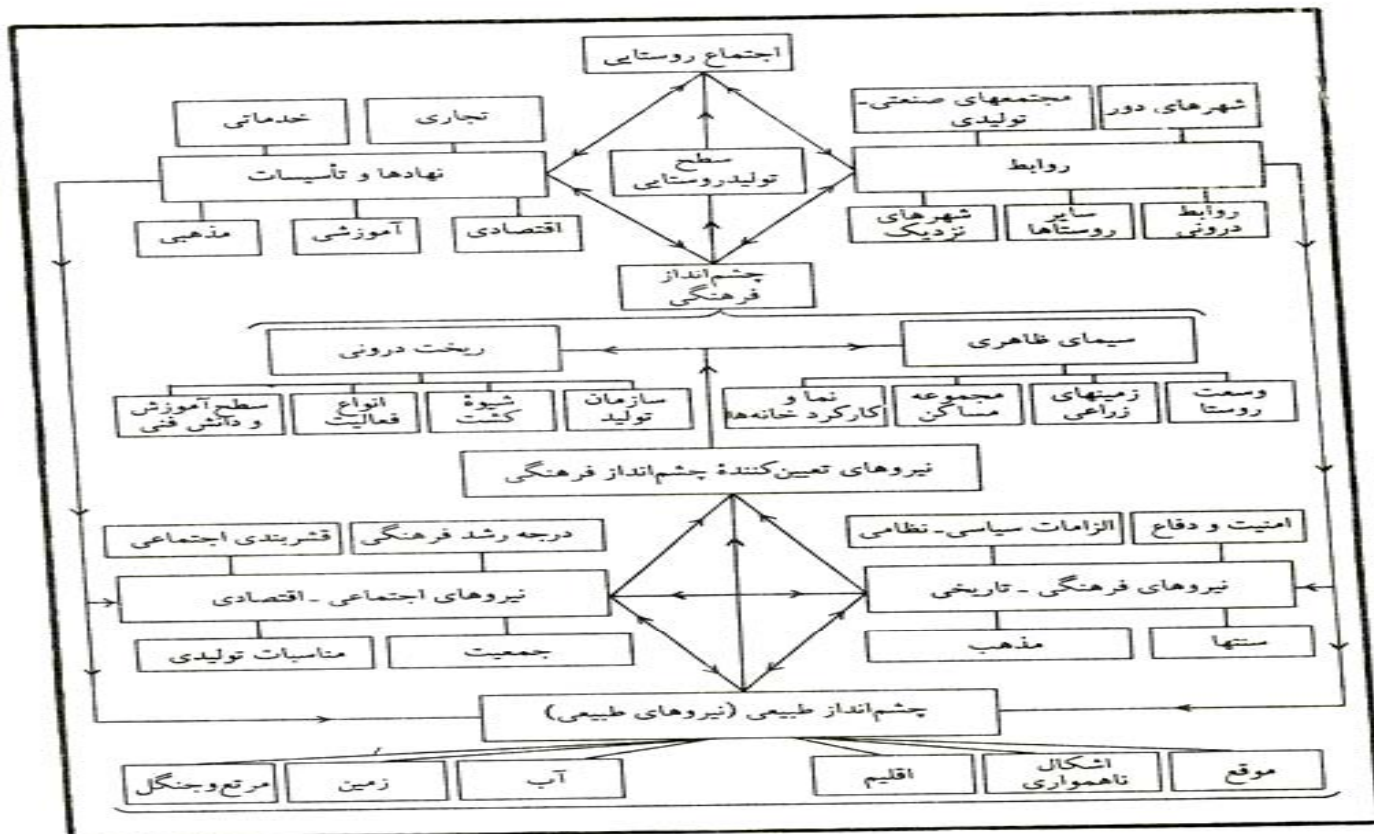 اجتماع روستایی
شهرهای دور
مجتمعهای صنعتی-
تولیدی
تجاری
خدماتی
روابط
سطح
تولیدروستایی
نهادها و تأسیسات
روابط
درونی
سایر
روستاها
شهرهای
نزدیک
اقتصادی
آموزشی
مذهبی
چشم‌انداز
فرهنگی
سیمای ظاهری
ریخت درونی
وسعت
روستا
زمینهای
زراعی
مجموعه
مساکن
نما و
کارکرد خانه‌ها
سازمان
تولید
شیوهٔ
کشت
انواع
فعالیت
سطح آموزش
و دانش فنی
نیروهای تعیین‌کنندهٔ چشم‌انداز فرهنگی
امنیت و دفاع
الزامات سیاسی- نظامی
درجه رشد فرهنگی
قشربندی اجتماعی
نیروهای فرهنگی - تاریخی
نیروهای اجتماعی - اقتصادی
سنتها
مذهب
جمعیت
مناسبات تولیدی
چشم‌انداز طبیعی (نیروهای طبیعی)
موقع
اشکال
ناهمواری
اقلیم
آب
زمین
مرتع‌وجنگل